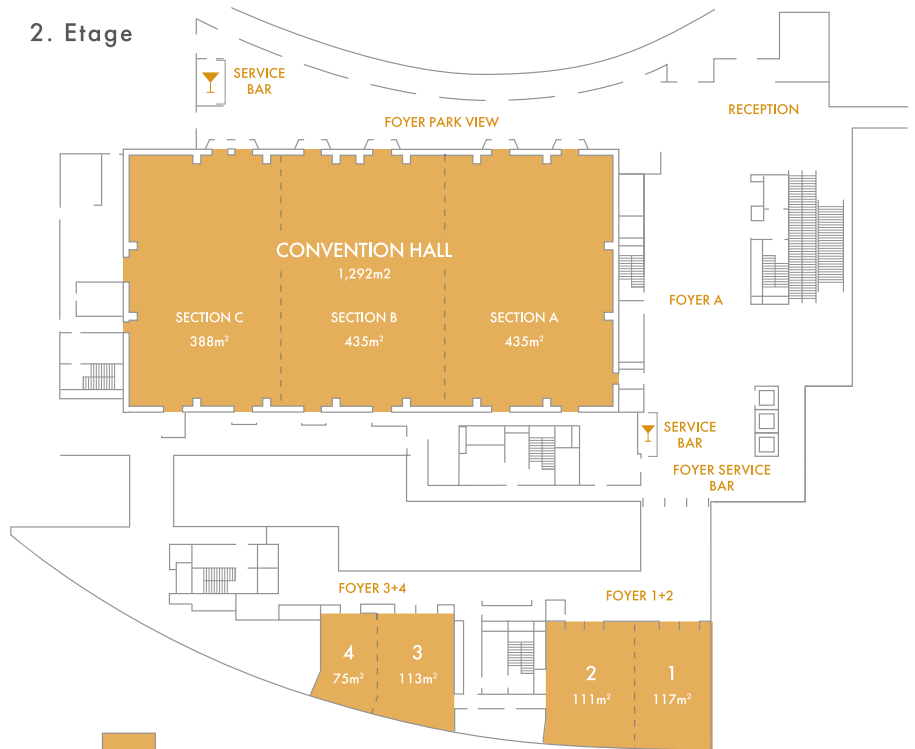 2. Etage
SERVICE
BAR
RECEPTION
FOYER PARK VIEW
CONVENTION HALL
1,292m2
FOYER A
SECTION C
388m²
SECTION B
435m²
SECTION A
435m²
SERVICE
BAR
FOYER SERVICE
BAR
FOYER 3+4
FOYER 1+2
4
75m²
3
113m²
2
111m²
1
117m²